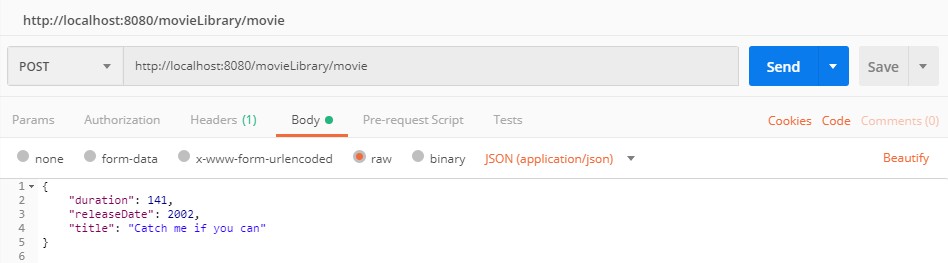 http://localhost:8080/movieLibrary/movie
POST http://localhost:8080/movieLibrary/movie Send Save
Params Authorization Headers (1) Body Pre-request Script Tests Cookies Code Comments (0)
none form-data x-www-form-urlencoded raw binary JSON (application/json) Beautify
1 {
2 "duration": 141,
3 "releaseDate": 2002,
4 "title": "Catch me if you can"
5 }
6